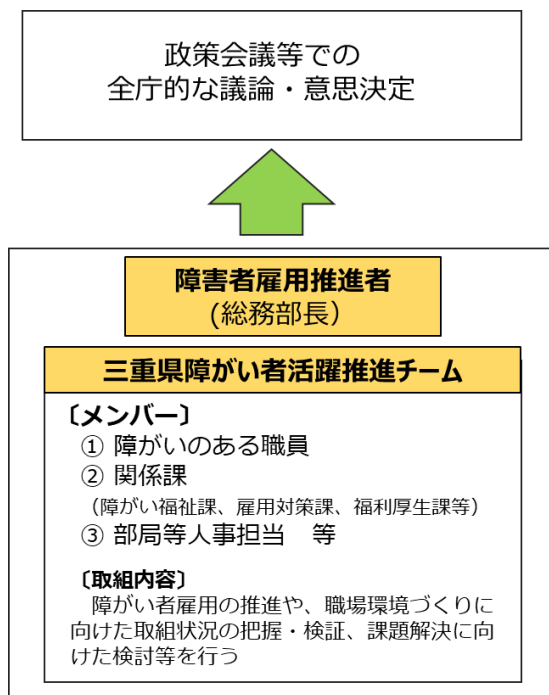 政策会議等での
全庁的な議論・意思決定
障害者雇用推進者
(総務部長）
三重県障がい者活躍推進チーム
〔メンバー〕
① 障がいのある職員
② 関係課
（障がい福祉課、雇用対策課、福利厚生課等）
③ 部局等人事担当　等
〔取組内容〕
　障がい者雇用の推進や、職場環境づくりに
向けた取組状況の把握・検証、課題解決に向
けた検討等を行う